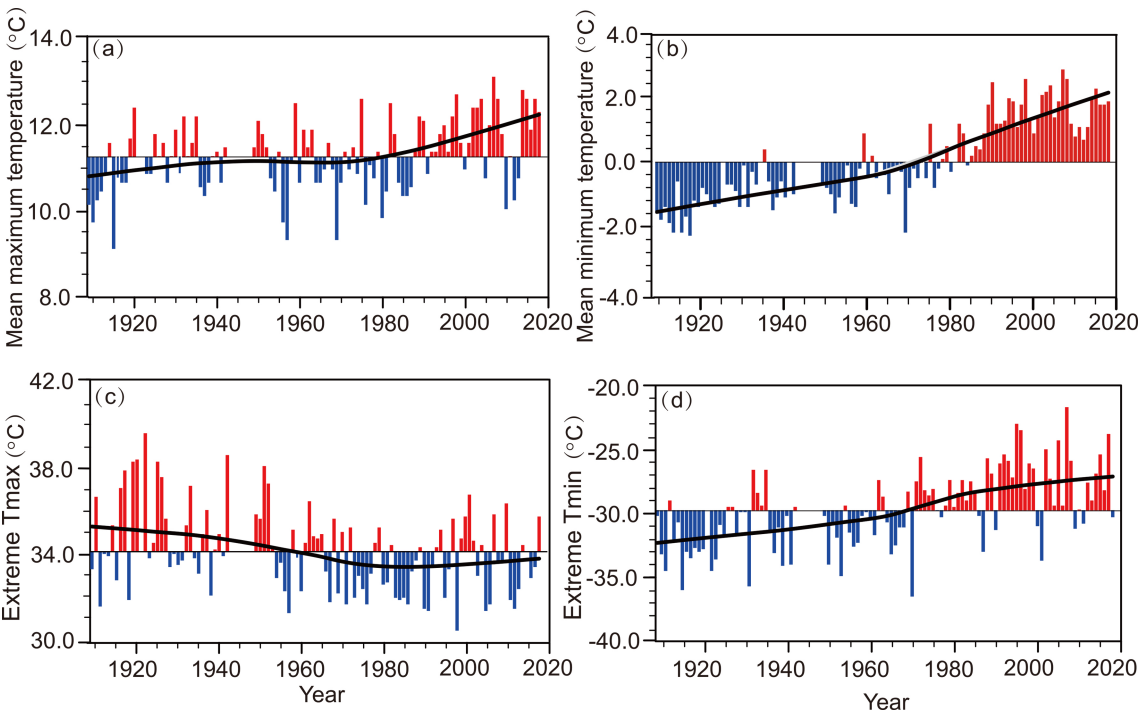 Mean maximum temperature (°C)
(a)
14.0
12.0
10.0
8.0
1920 1940 1960 1980 2000 2020
Mean minimum temperature (°C)
(b)
4.0
2.0
0.0
-2.0
-4.0
1920 1940 1960 1980 2000 2020
Extreme Tmax (°C)
(c)
42.0
38.0
34.0
30.0
1920 1940 1960 1980 2000 2020
Year
Extreme Tmin (°C)
(d)
-20.0
-25.0
-30.0
-35.0
-40.0
1920 1940 1960 1980 2000 2020
Year